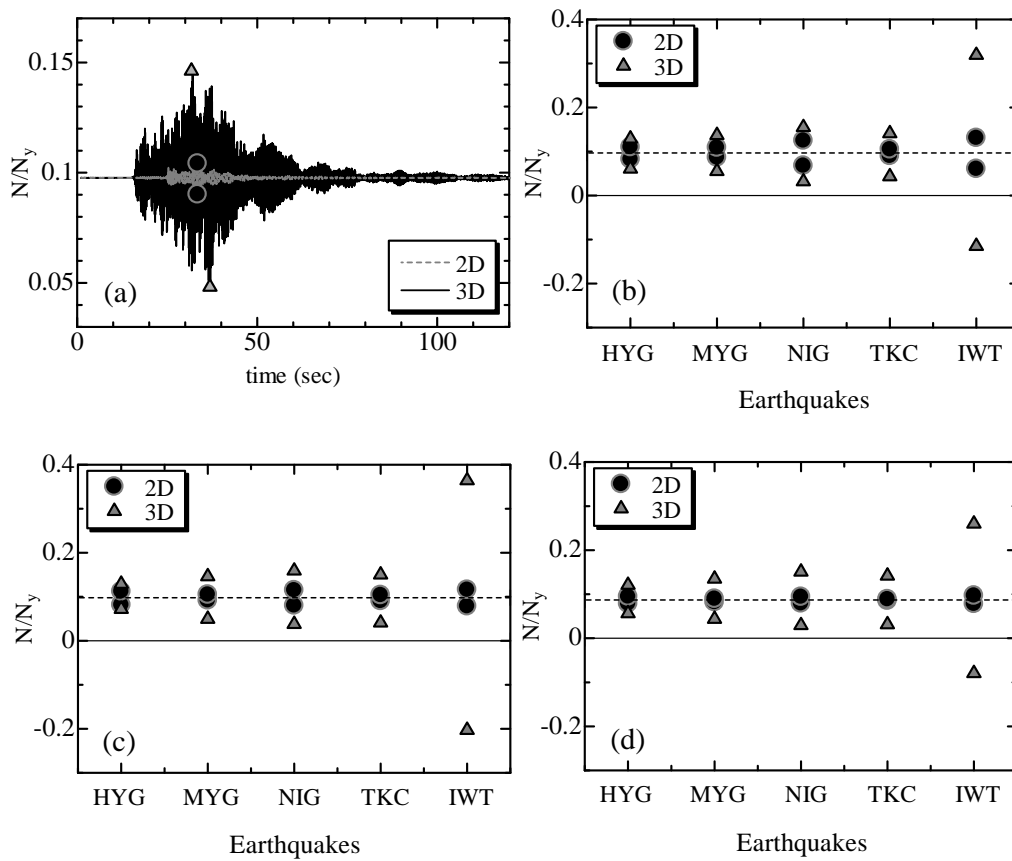 0.15
0.1
0.05
N/N_y
(a)
2D
3D
0 50 100
time (sec)
0.4
0.2
0
-0.2
N/N_y
2D
3D
(b)
HYG MYG NIG TKC IWT
Earthquakes
0.4
0.2
0
-0.2
N/N_y
2D
3D
(c)
HYG MYG NIG TKC IWT
Earthquakes
0.4
0.2
0
-0.2
N/N_y
2D
3D
(d)
HYG MYG NIG TKC IWT
Earthquakes